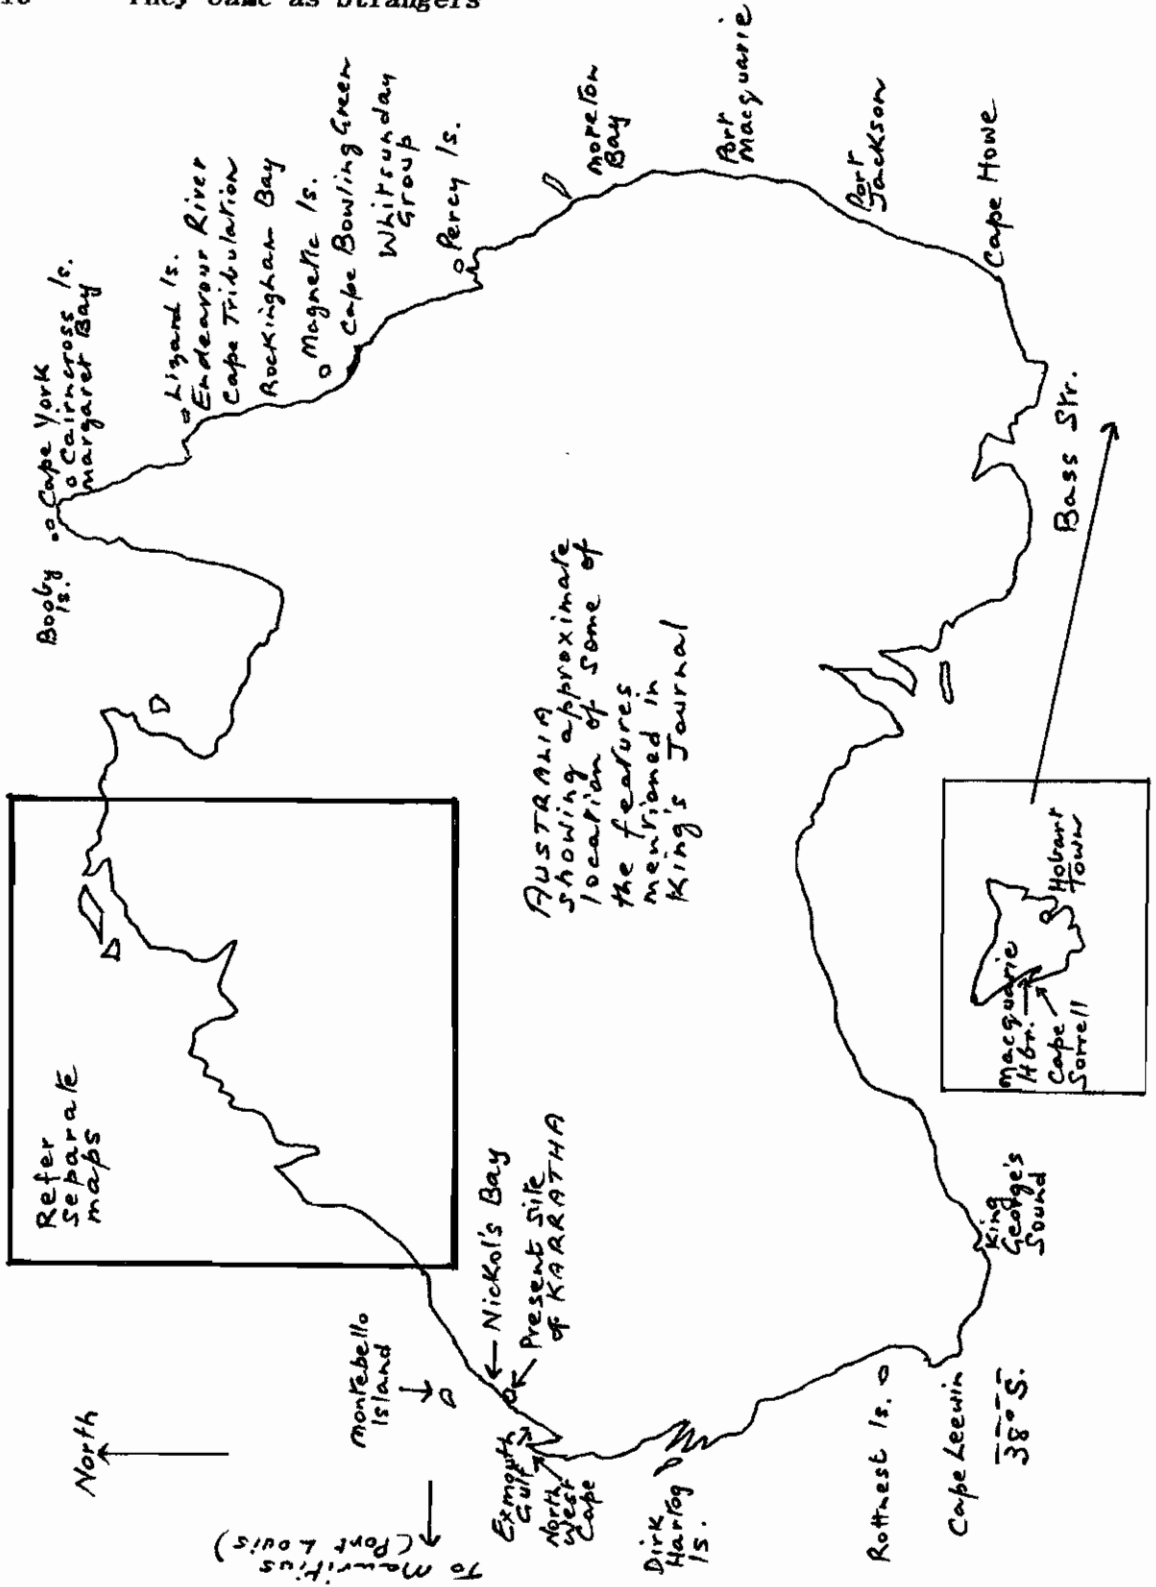 They Came as Strangers
Booby
Is.
Cape York
Cairncross Is.
Margaret Bay
Lizard Is.
Endeavour River
Cape Tribulation
Rockingham Bay
Magnetic Is.
Cape Bowling Green
Whitsunday
Group
Percy Is.
Moreton
Bay
Port
Macquarie
Port
Jackson
Cape Howe
Bass Str.
Refer
Separate
maps
North
To Mauritius
(Port Louis)
Montebello
Island
Nickol's Bay
Present site
of KARRATHA
Exmouth
Gulf
North
West
Cape
Dirk
Hartog
Is.
Rottnest Is.
Cape Leewin
38° S.
King
George's
Sound
AUSTRALIA
showing approximate
location of some of
the features
mentioned in
King's Journal
Macquarie
Hbr.
Cape
Sorrell
Hobart
Town